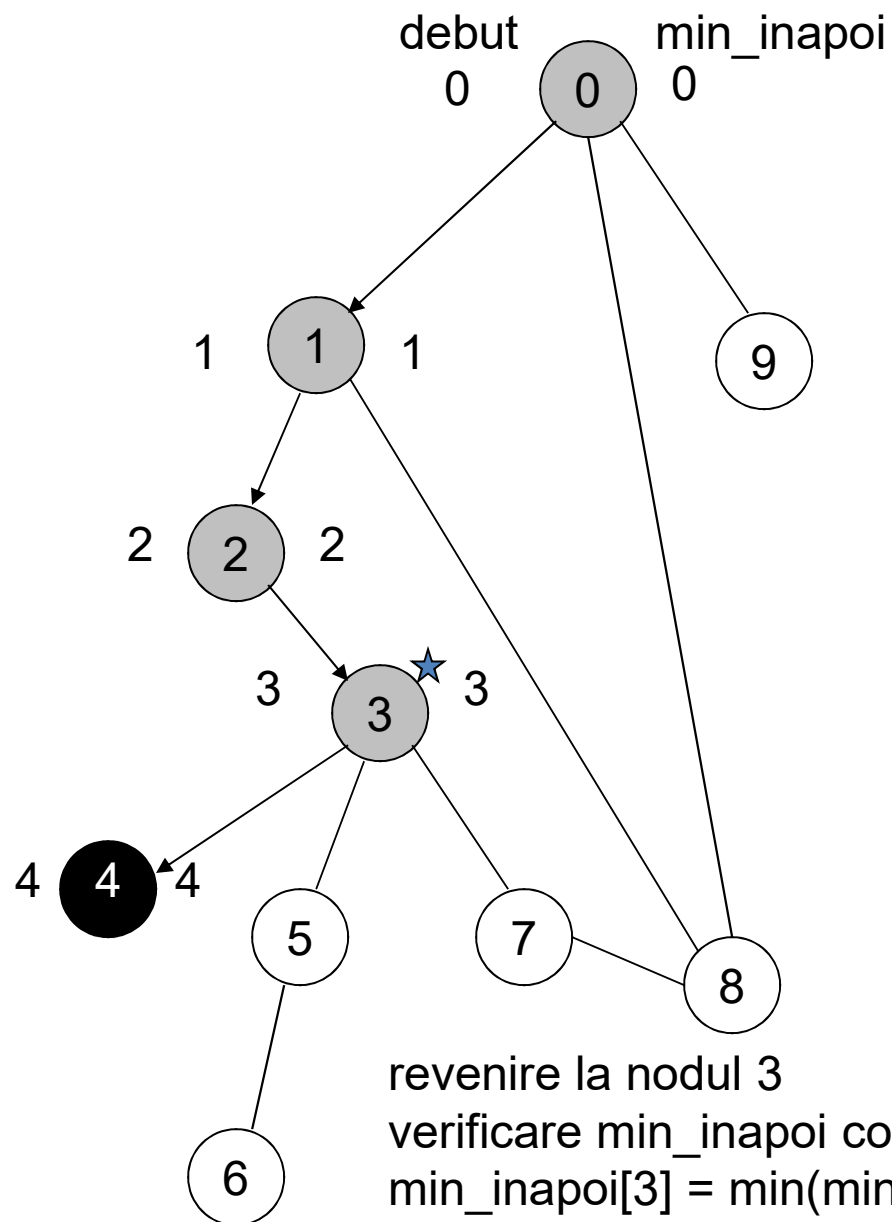 debut min_inapoi
0 0 0
1 1 1
9
2 2 2
3 3 3
4 4 4
5 7
8
revenire la nodul 3
verificare min_inapoi co
6
min_inapoi[3] = min(min